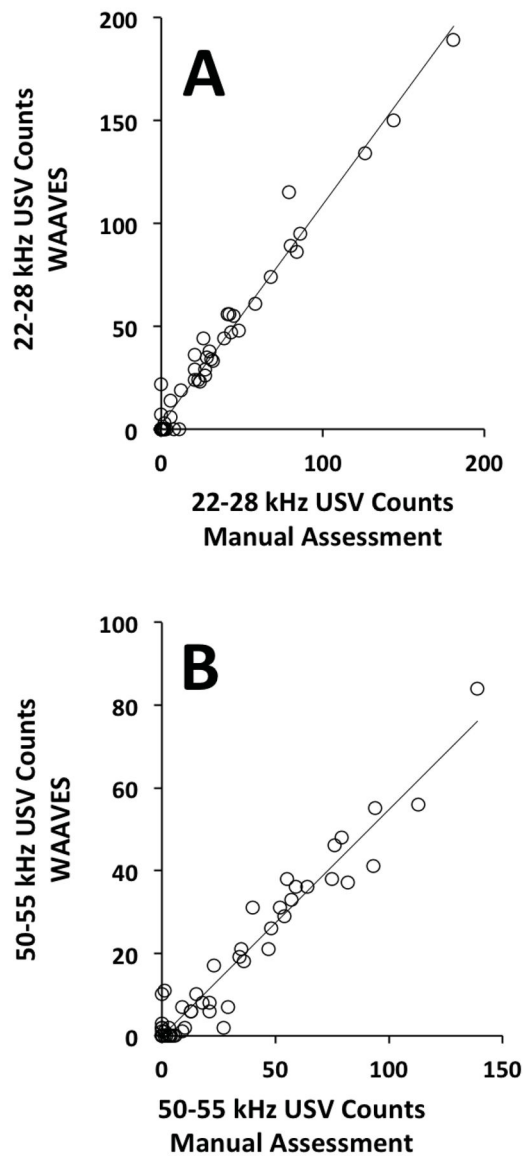 A
200
150
100
50
0
22-28 kHz USV Counts
WAAVES
0 100 200
22-28 kHz USV Counts
Manual Assessment
B
100
80
60
40
20
0
50-55 kHz USV Counts
WAAVES
0 50 100 150
50-55 kHz USV Counts
Manual Assessment